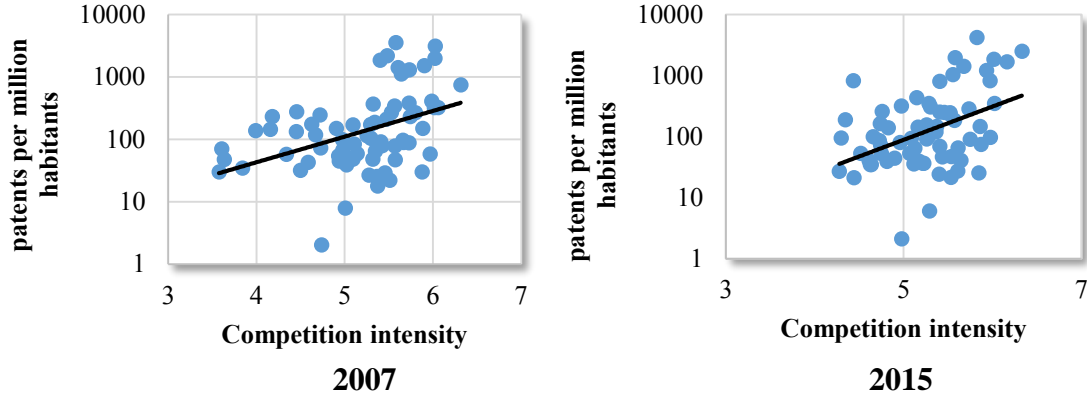 10000
1000
100
10
1
patents per million
habitants
3 4 5 6 7
Competition intensity
2007
10000
1000
100
10
1
patents per million
habitants
3 5 7
Competition intensity
2015